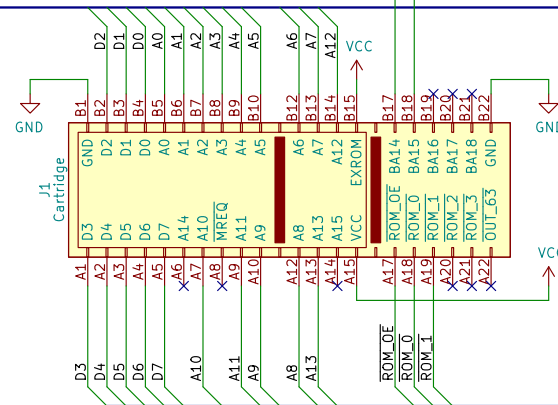 D2 D1 D0 A0 A1 A2 A3 A4 A5 A6 A7 A12
VCC
GND
GND
B1 B2 B3 B4 B5 B6 B7 B8 B9 B10 B12 B13 B14 B15 B17 B18 B19 B20 B21 B22
GND D2 D1 D0 A0 A1 A2 A3 A4 A5 A6 A7 A12 EXROM BA14 BA15 BA16 BA17 BA18 GND
J1
Cartridge
D3 D4 D5 D6 D7 A14 A10 MREQ A11 A9 A8 A13 A15 VCC ROM_OE ROM_0 ROM_1 ROM_2 ROM_3 OUT_63
A1 A2 A3 A4 A5 A6 A7 A8 A9 A10 A12 A13 A14 A15 A17 A18 A19 A20 A21 A22
VCC
D3 D4 D5 D6 D7 A10 A11 A9 A8 A13 ROM_OE ROM_0 ROM_1